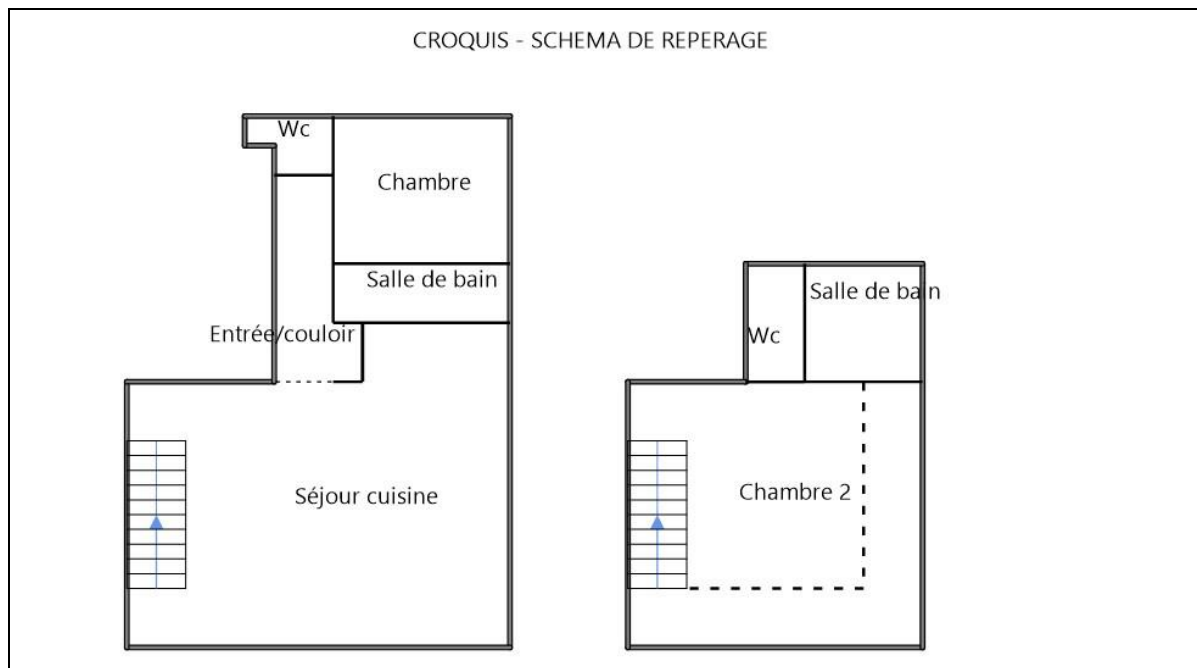 CROQUIS - SCHEMA DE REPERAGE
Wc
Chambre
Salle de bain
Entrée/couloir
Séjour cuisine
Salle de bain
Wc
Chambre 2